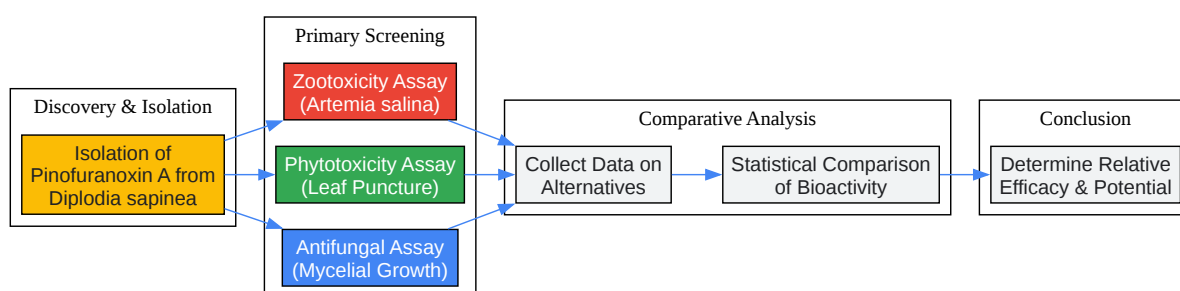 Discovery & Isolation
Isolation of
Pinofuranoxin A from
Diplodia sapinea
Primary Screening
Zootoxicity Assay
(Artemia salina)
Phytotoxicity Assay
(Leaf Puncture)
Antifungal Assay
(Mycelial Growth)
Comparative Analysis
Collect Data on
Alternatives
Statistical Comparison
of Bioactivity
Conclusion
Determine Relative
Efficacy & Potential